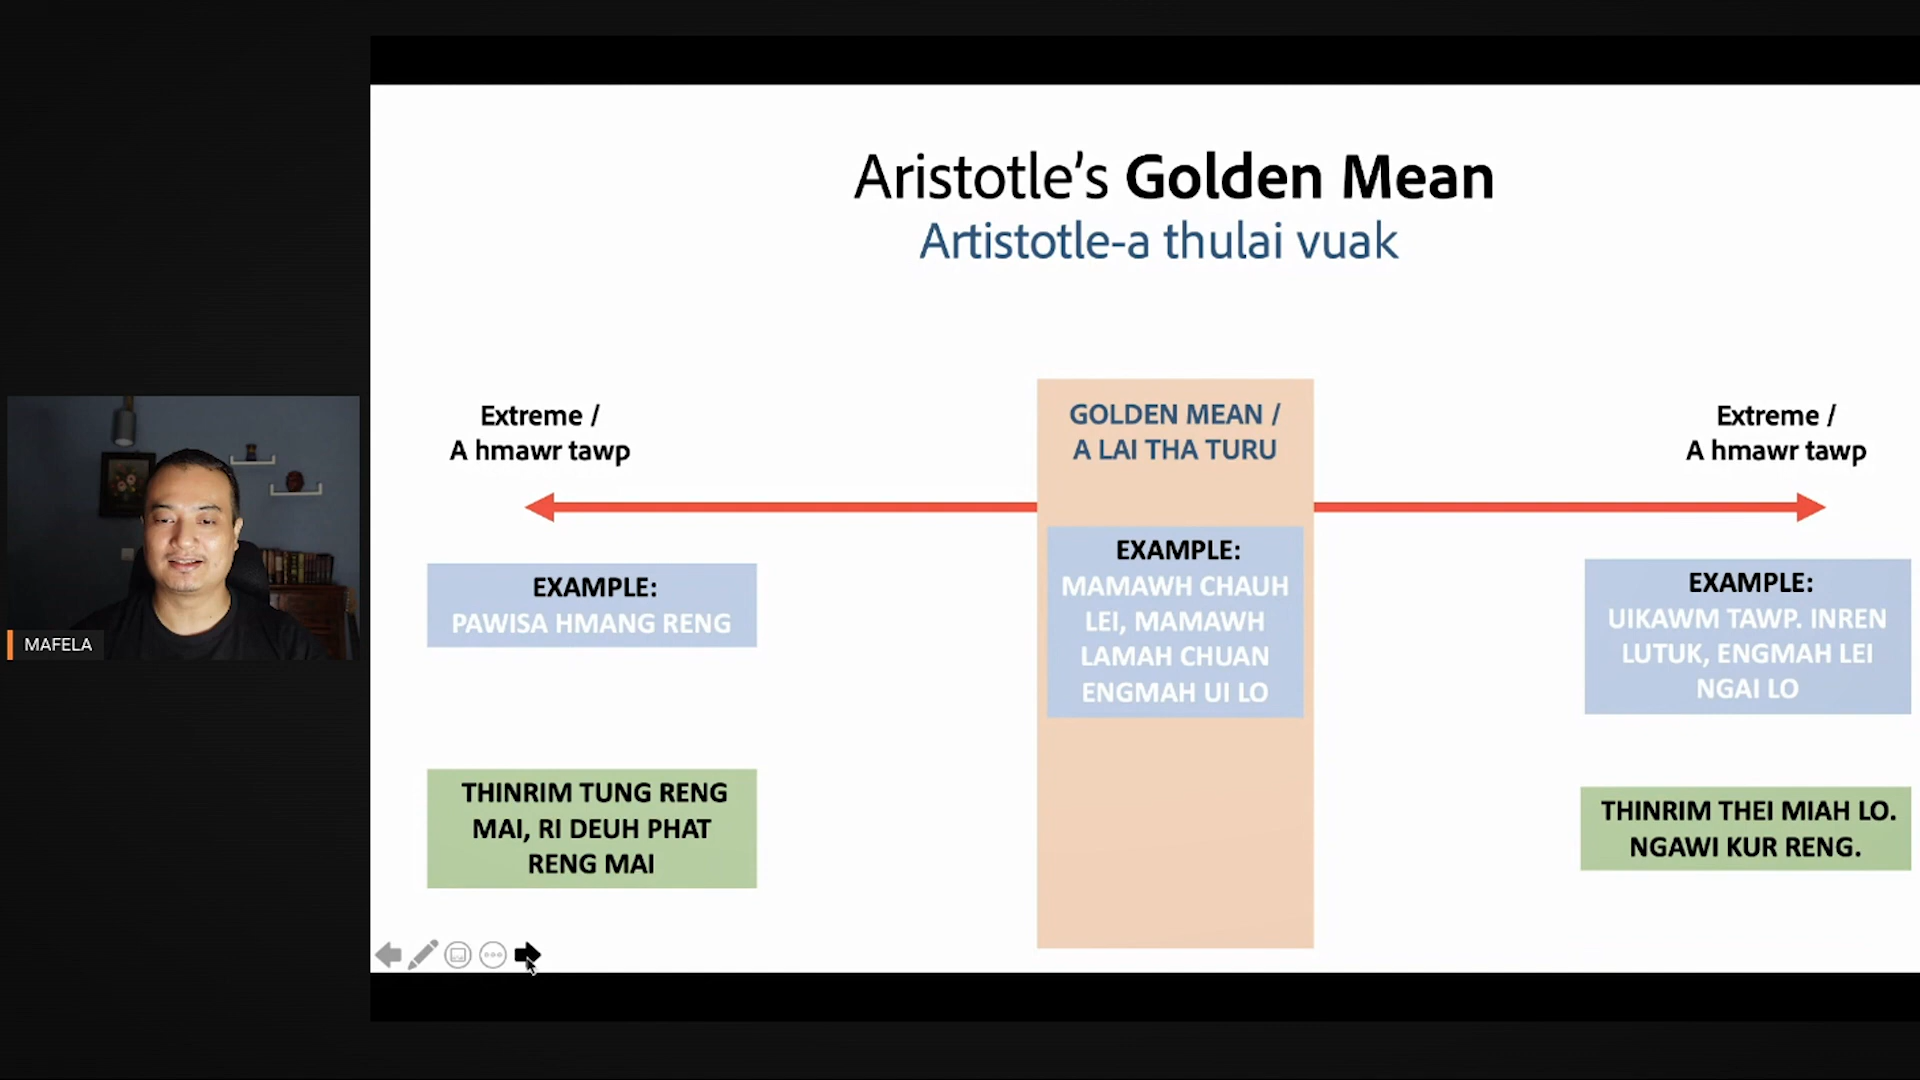 Aristotle's Golden Mean
Artistotle-a thulai vuak
Extreme /
A hmawr tawp
GOLDEN MEAN /
A LAI THA TURU
Extreme /
A hmawr tawp
EXAMPLE:
PAWISA HMANG RENG
EXAMPLE:
MAMAWH CHAUH
LEI, MAMAWH
LAMAH CHUAN
ENGMAH UI LO
EXAMPLE:
UIKAWM TAWP. INREN
LUTUK, ENGMAH LEI
NGAI LO
THINRIM TUNG RENG
MAI, RI DEUH PHAT
RENG MAI
THINRIM THEI MIAH LO.
NGAWI KUR RENG.
MAFELA